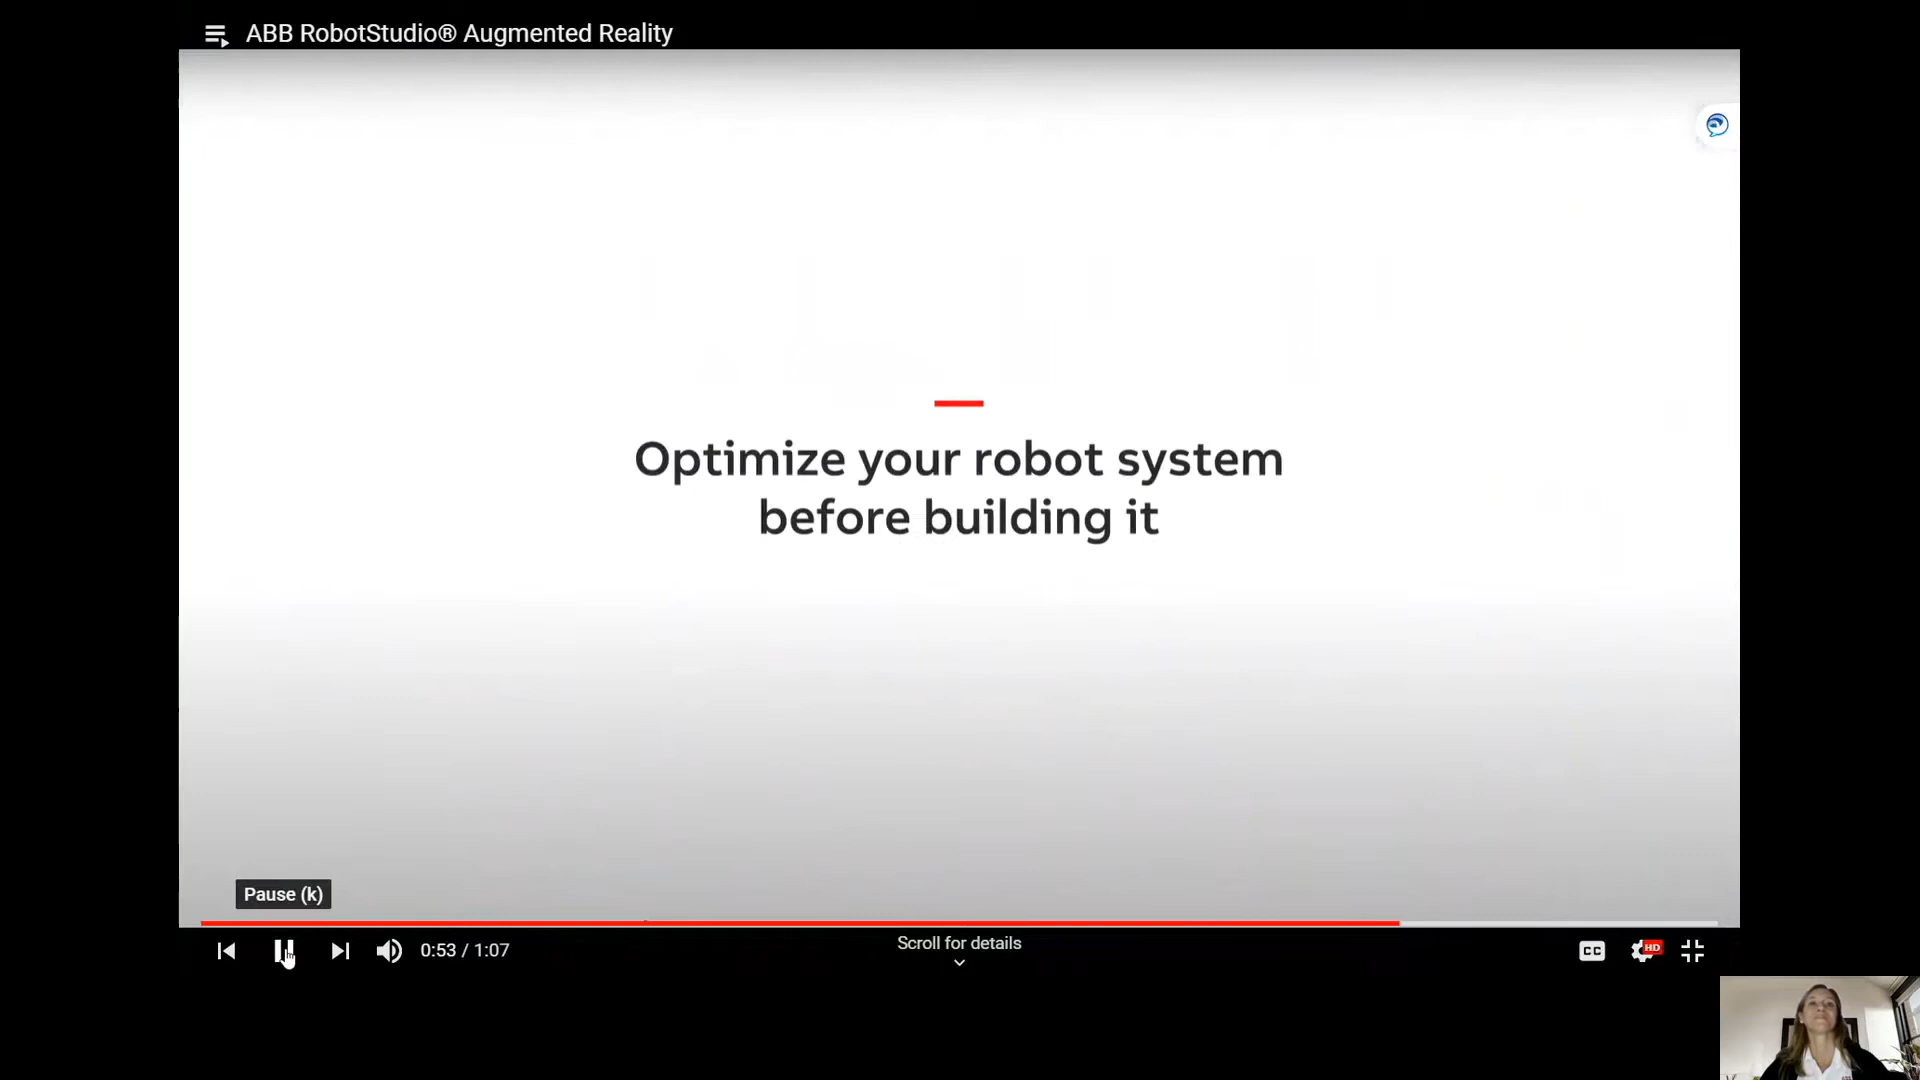 ABB RobotStudio® Augmented Reality
Optimize your robot system
before building it
Pause (k)
0:53 / 1:07
Scroll for details
CC
HD